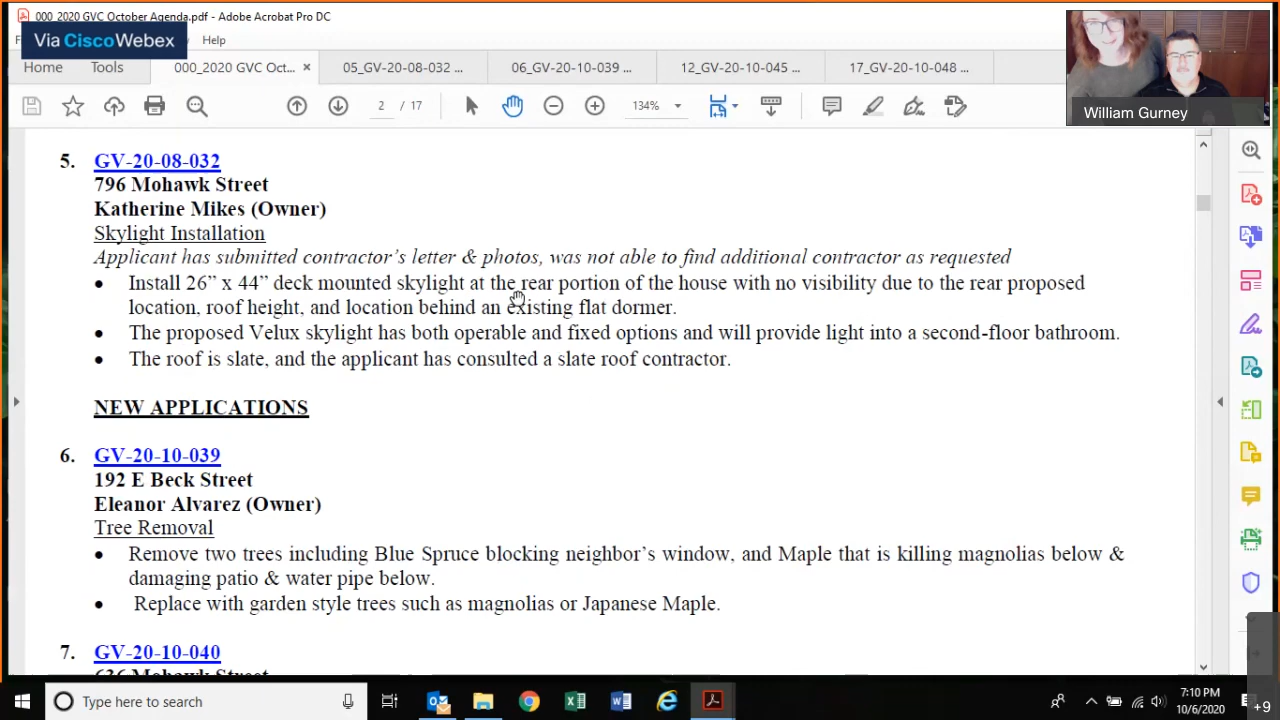 000_2020 GVC October Agenda.pdf - Adobe Acrobat Pro DC
Via CiscoWebex
Help
Home Tools 000_2020 GVC Oct... × 05_GV-20-08-032 ... 06_GV-20-10-039 ... 12_GV-20-10-045 ... 17_GV-20-10-048 ...
2 / 17 134%
William Gurney
5. GV-20-08-032
796 Mohawk Street
Katherine Mikes (Owner)
Skylight Installation
Applicant has submitted contractor’s letter & photos, was not able to find additional contractor as requested
• Install 26” x 44” deck mounted skylight at the rear portion of the house with no visibility due to the rear proposed
location, roof height, and location behind an existing flat dormer.
• The proposed Velux skylight has both operable and fixed options and will provide light into a second-floor bathroom.
• The roof is slate, and the applicant has consulted a slate roof contractor.
NEW APPLICATIONS
6. GV-20-10-039
192 E Beck Street
Eleanor Alvarez (Owner)
Tree Removal
• Remove two trees including Blue Spruce blocking neighbor’s window, and Maple that is killing magnolias below &
damaging patio & water pipe below.
• Replace with garden style trees such as magnolias or Japanese Maple.
7. GV-20-10-040
636 Mohawk Street
Type here to search
7:10 PM
10/6/2020
+9